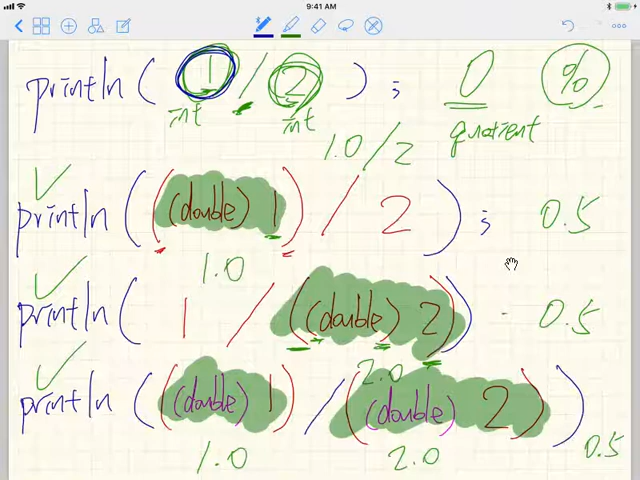 9:41 AM
println( 1 / 2 ) ; 0 %
int int quotient
1.0/2
println( ( (double) 1 ) / 2 ) ; 0.5
1.0
println( 1 / ( (double) 2 ) ) - 0.5
2.0
println( ( (double) 1 ) / ( (double) 2 ) )
1.0 2.0 0.5